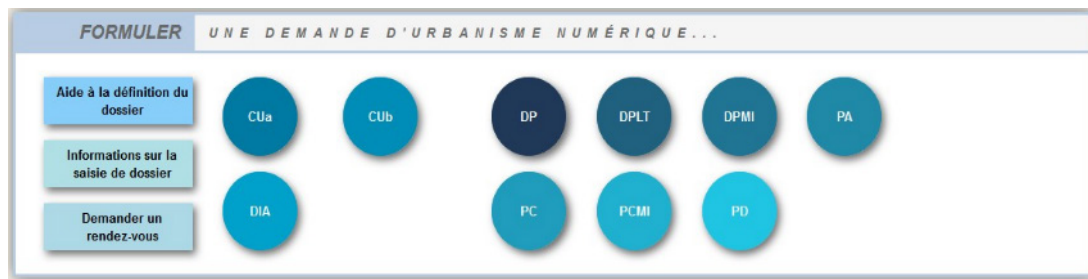 FORMULER UNE DEMANDE D'URBANISME NUMÉRIQUE...
Aide à la définition du
dossier
Informations sur la
saisie de dossier
Demander un
rendez-vous
CUa CUb DP DPLT DPMI PA
DIA PC PCMI PD